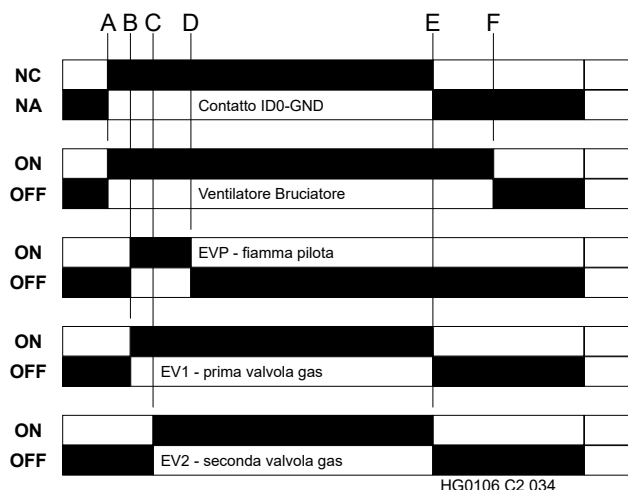 A B C D E F
NC
NA Contatto ID0-GND
ON
OFF Ventilatore Bruciatore
ON EVP - fiamma pilota
OFF
ON
OFF EV1 - prima valvola gas
ON
OFF EV2 - seconda valvola gas
HG0106 C2 034